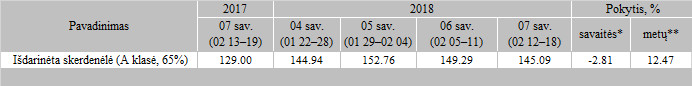 Pavadinimas 2017 2018 Pokytis, %
07 sav. (02 13–19) 04 sav. (01 22–28) 05 sav. (01 29–02 04) 06 sav. (02 05–11) 07 sav. (02 12–18) savaitės* metų**
Išdarinėta skerdenėlė (A klasė, 65%) 129.00 144.94 152.76 149.29 145.09 -2.81 12.47